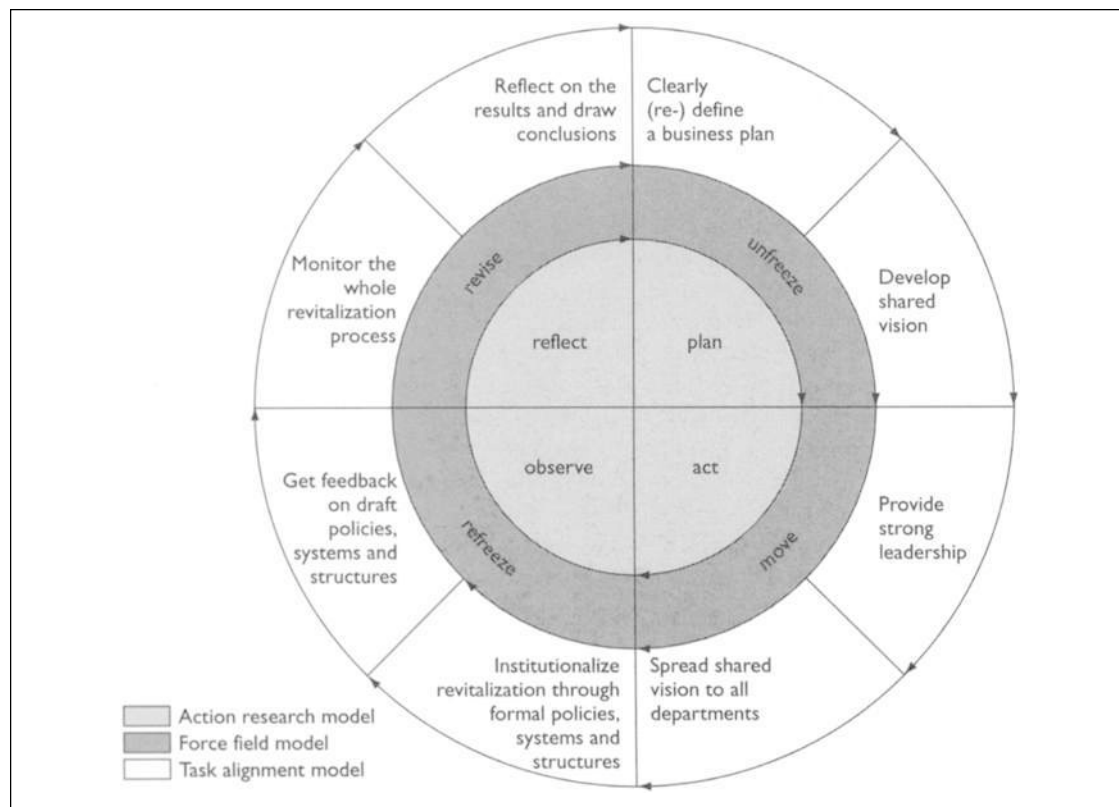 Reflect on the
results and draw
conclusions
Clearly
(re-) define
a business plan
Monitor the
whole
revitalization
process
revise
unfreeze
Develop
shared
vision
reflect
plan
observe
act
Get feedback
on draft
policies,
systems and
structures
refreeze
move
Provide
strong
leadership
Institutionalize
revitalization through
formal policies,
systems and
structures
Spread shared
vision to all
departments
Action research model
Force field model
Task alignment model